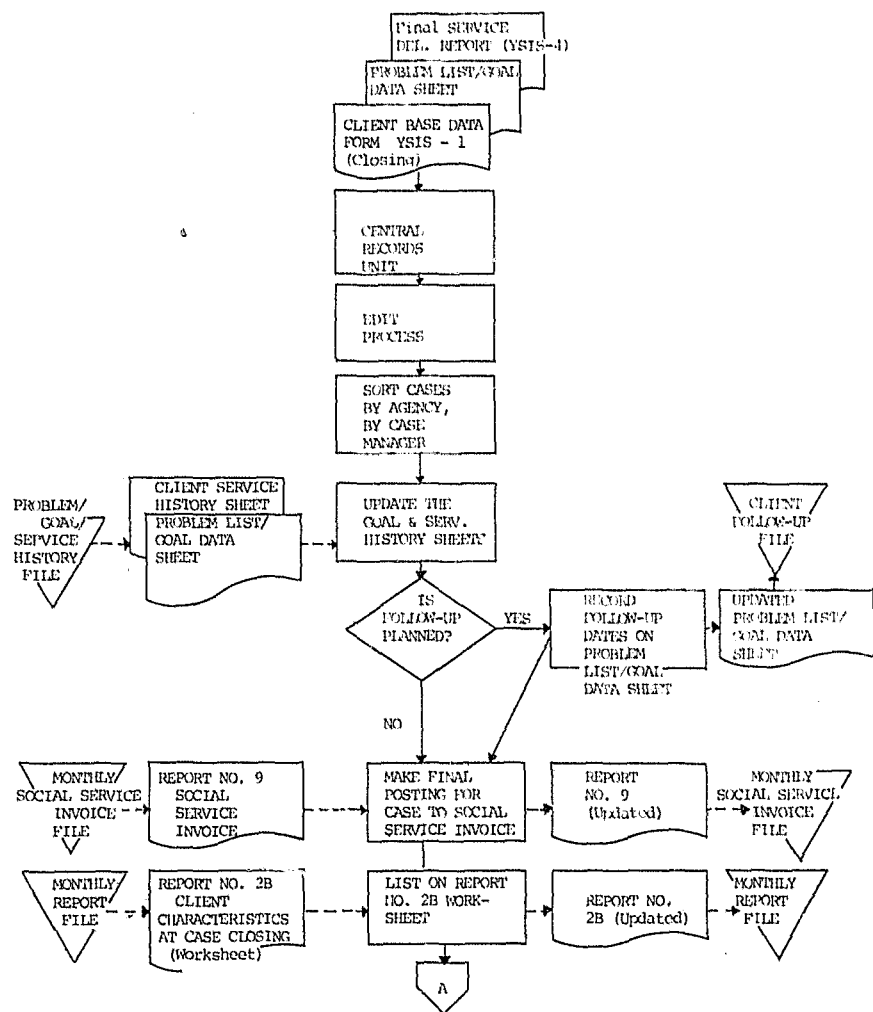 Final SERVICE
DEL. REPORT (YSIS-4)
PROBLEM LIST/GOAL
DATA SHEET
CLIENT BASE DATA
FORM YSIS - 1
(Closing)
CENTRAL
RECORDS
UNIT
EDIT
PROCESS
SORT CASES
BY AGENCY,
BY CASE
MANAGER
PROBLEM/
GOAL/
SERVICE
HISTORY
FILE
CLIENT SERVICE
HISTORY SHEET
PROBLEM LIST/
GOAL DATA
SHEET
UPDATE THE
GOAL & SERV.
HISTORY SHEETS
CLIENT
FOLLOW-UP
FILE
IS
FOLLOW-UP
PLANNED?
YES
RECORD
FOLLOW-UP
DATES ON
PROBLEM
LIST/GOAL
DATA SHEET
UPDATED
PROBLEM LIST/
GOAL DATA
SHEET
NO
MONTHLY
SOCIAL SERVICE
INVOICE
FILE
REPORT NO. 9
SOCIAL
SERVICE
INVOICE
MAKE FINAL
POSTING FOR
CASE TO SOCIAL
SERVICE INVOICE
REPORT
NO. 9
(Updated)
MONTHLY
SOCIAL SERVICE
INVOICE
FILE
MONTHLY
REPORT
FILE
REPORT NO. 2B
CLIENT
CHARACTERISTICS
AT CASE CLOSING
(Worksheet)
LIST ON REPORT
NO. 2B WORK-
SHEET
REPORT NO.
2B (Updated)
MONTHLY
REPORT
FILE
A